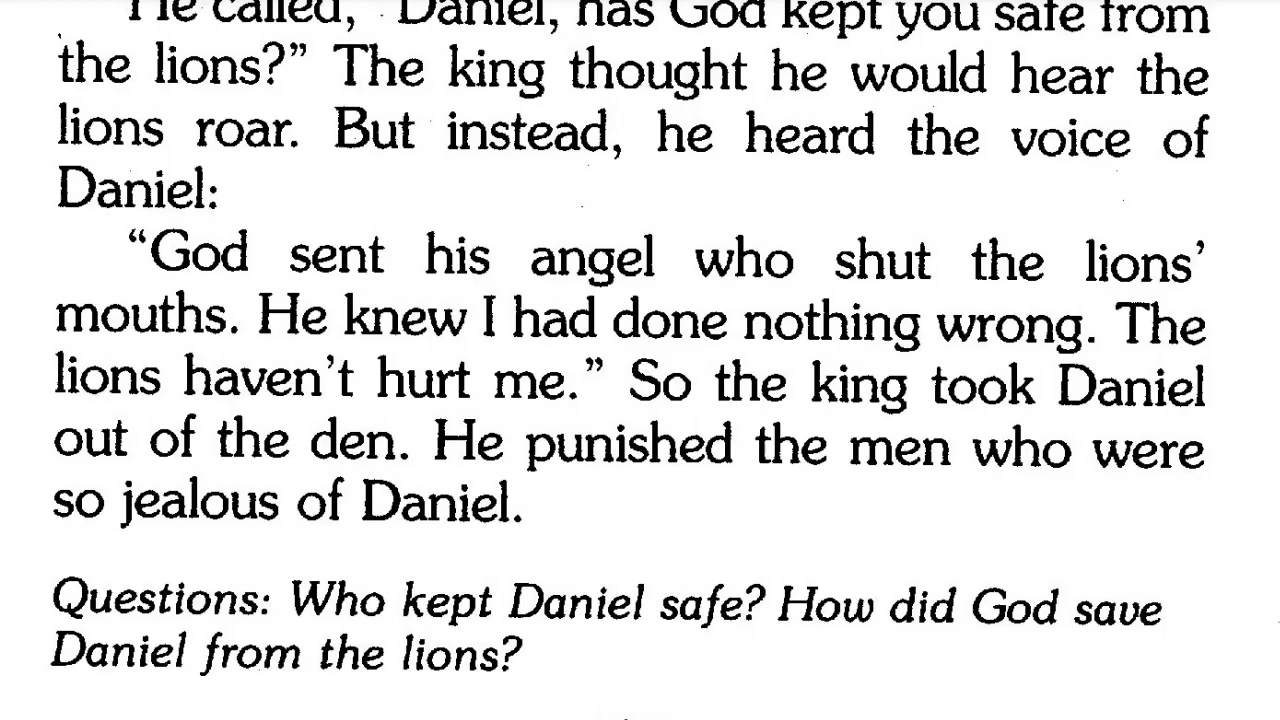 He called, "Daniel, has God kept you safe from
the lions?” The king thought he would hear the
lions roar. But instead, he heard the voice of
Daniel:
“God sent his angel who shut the lions’
mouths. He knew I had done nothing wrong. The
lions haven’t hurt me.” So the king took Daniel
out of the den. He punished the men who were
so jealous of Daniel.
Questions: Who kept Daniel safe? How did God save
Daniel from the lions?